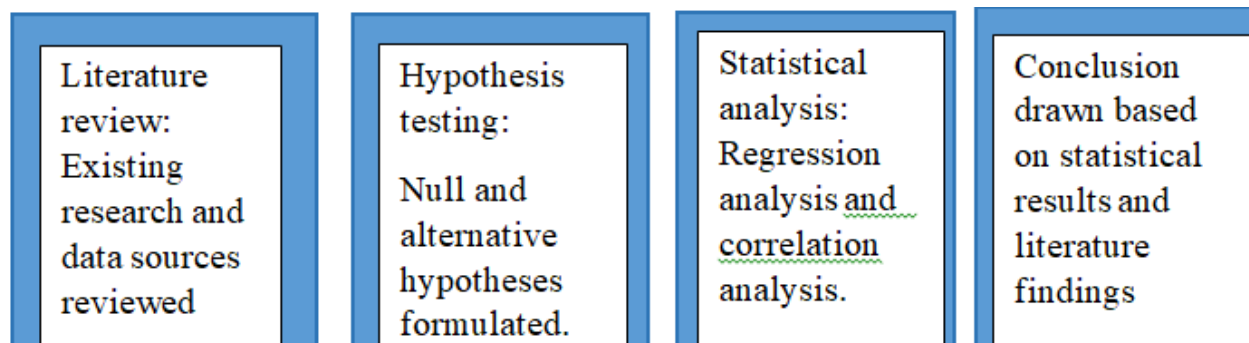 Literature
review:
Existing
research and
data sources
reviewed
Hypothesis
testing:
Null and
alternative
hypotheses
formulated.
Statistical
analysis:
Regression
analysis and
correlation
analysis.
Conclusion
drawn based
on statistical
results and
literature
findings